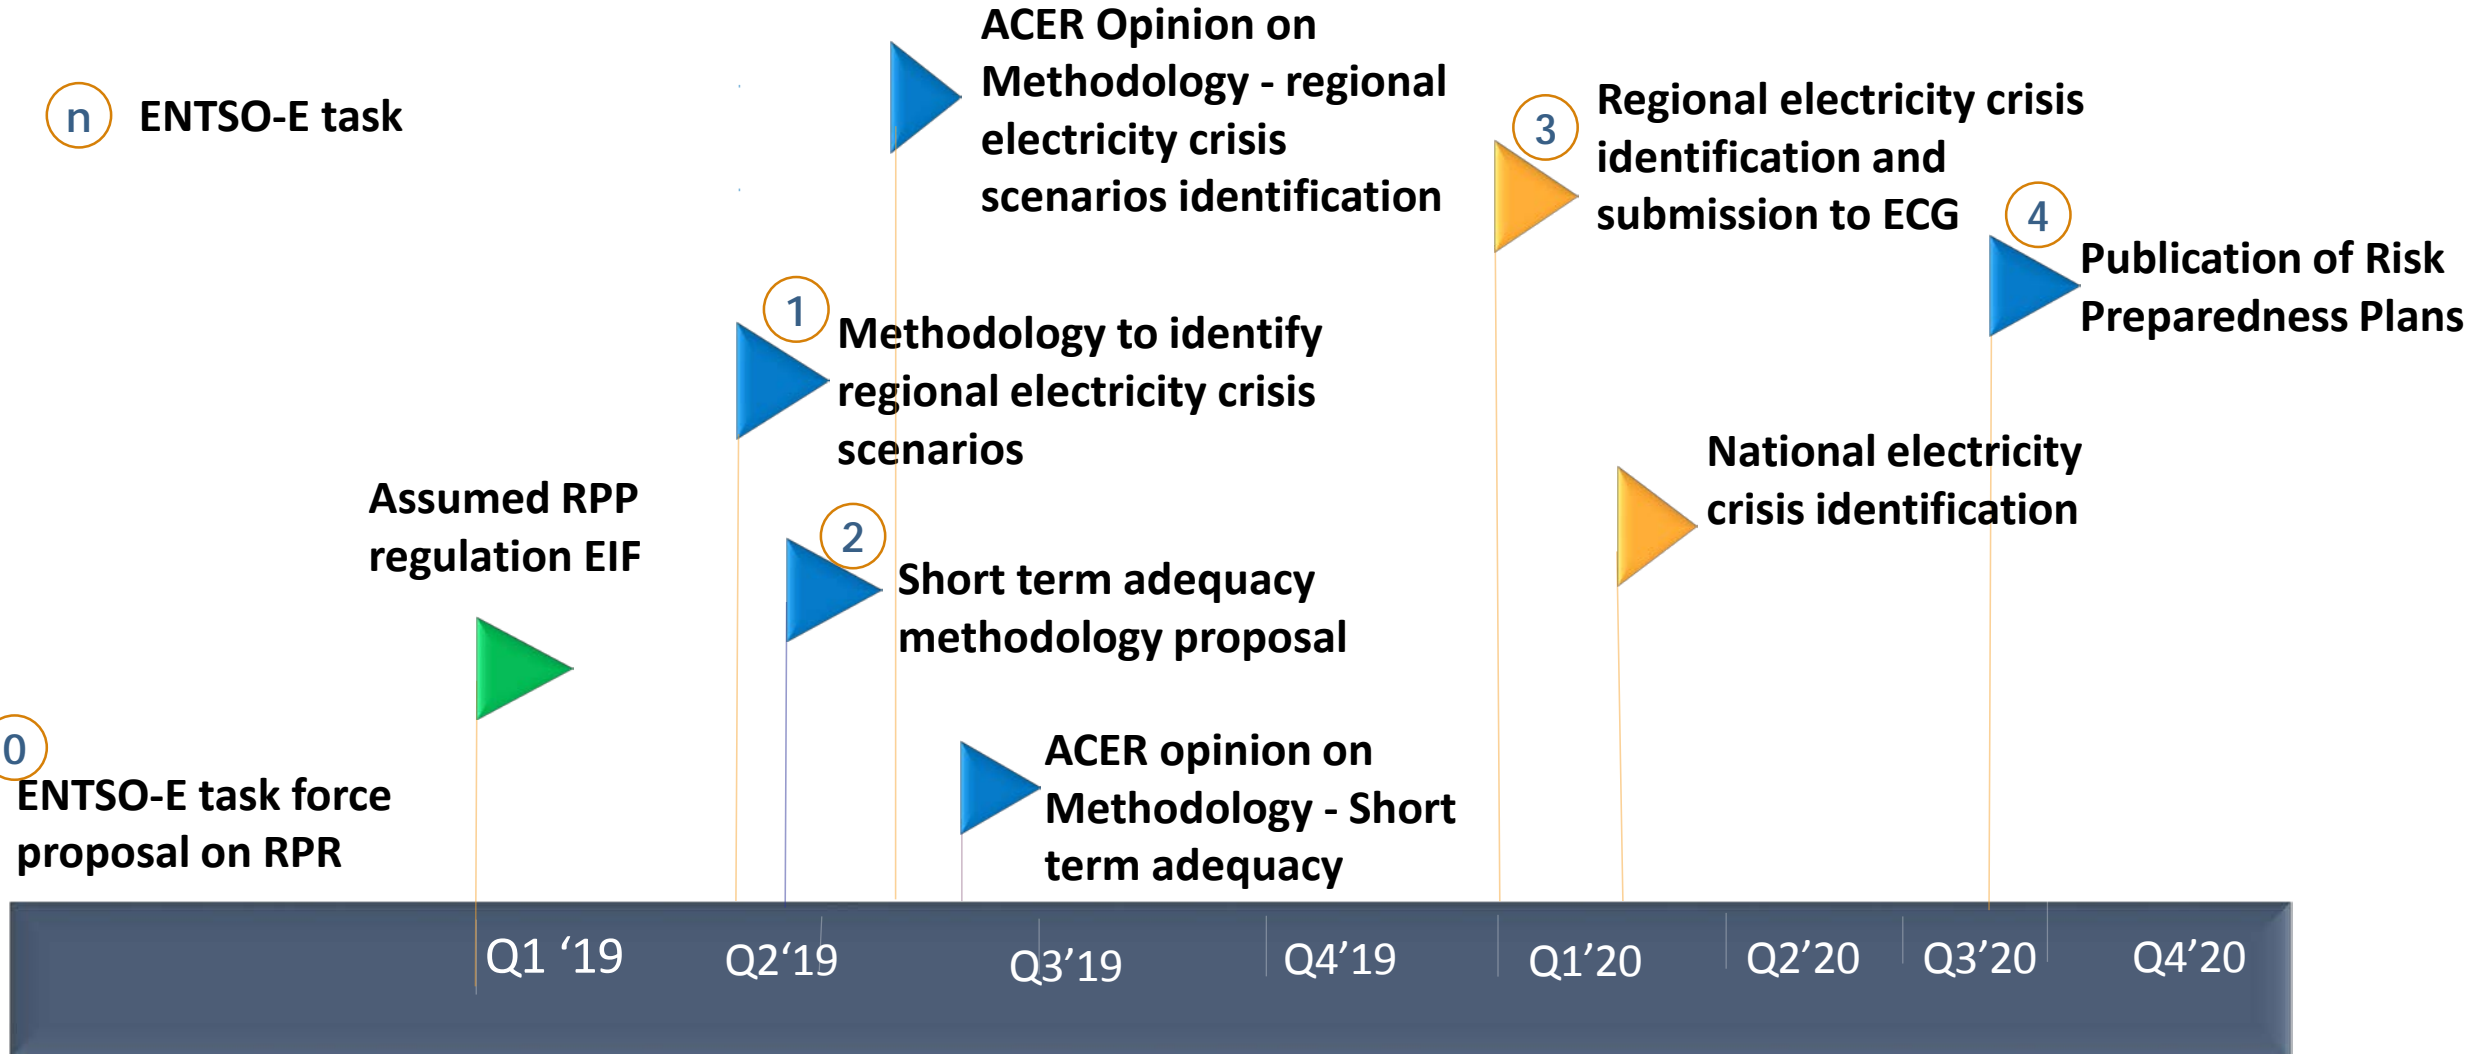 n
ENTSO-E task
ACER Opinion on
Methodology - regional
electricity crisis
scenarios identification
3
Regional electricity crisis
identification and
submission to ECG
4
Publication of Risk
Preparedness Plans
1
Methodology to identify
regional electricity crisis
scenarios
National electricity
crisis identification
Assumed RPP
regulation EIF
2
Short term adequacy
methodology proposal
0
ENTSO-E task force
proposal on RPR
ACER opinion on
Methodology - Short
term adequacy
Q1 ‘19
Q2‘19
Q3’19
Q4’19
Q1’20
Q2’20
Q3’20
Q4’20